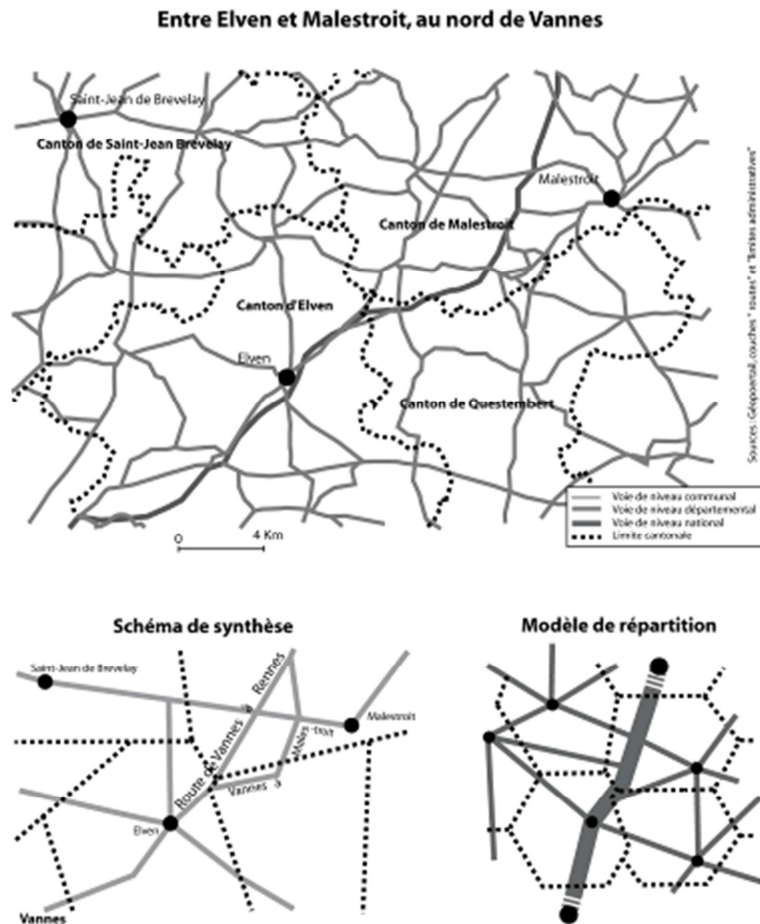 Entre Elven et Malestroit, au nord de Vannes
Saint-Jean de Brevelay
Canton de Saint-Jean Brevelay
Malestroit
Canton de Malestroit
Canton d'Elven
Elven
Canton de Questembert
Sources : Géopoertail, couches " routes" et "limites administratives"
Voie de niveau communal
Voie de niveau départemental
Voie de niveau national
Limite cantonale
0 4 Km
Schéma de synthèse
Saint-Jean de Brevelay
Route de Vannes à Rennes
Malestroit
Vannes à Males-troit
Elven
Vannes
Modèle de répartition